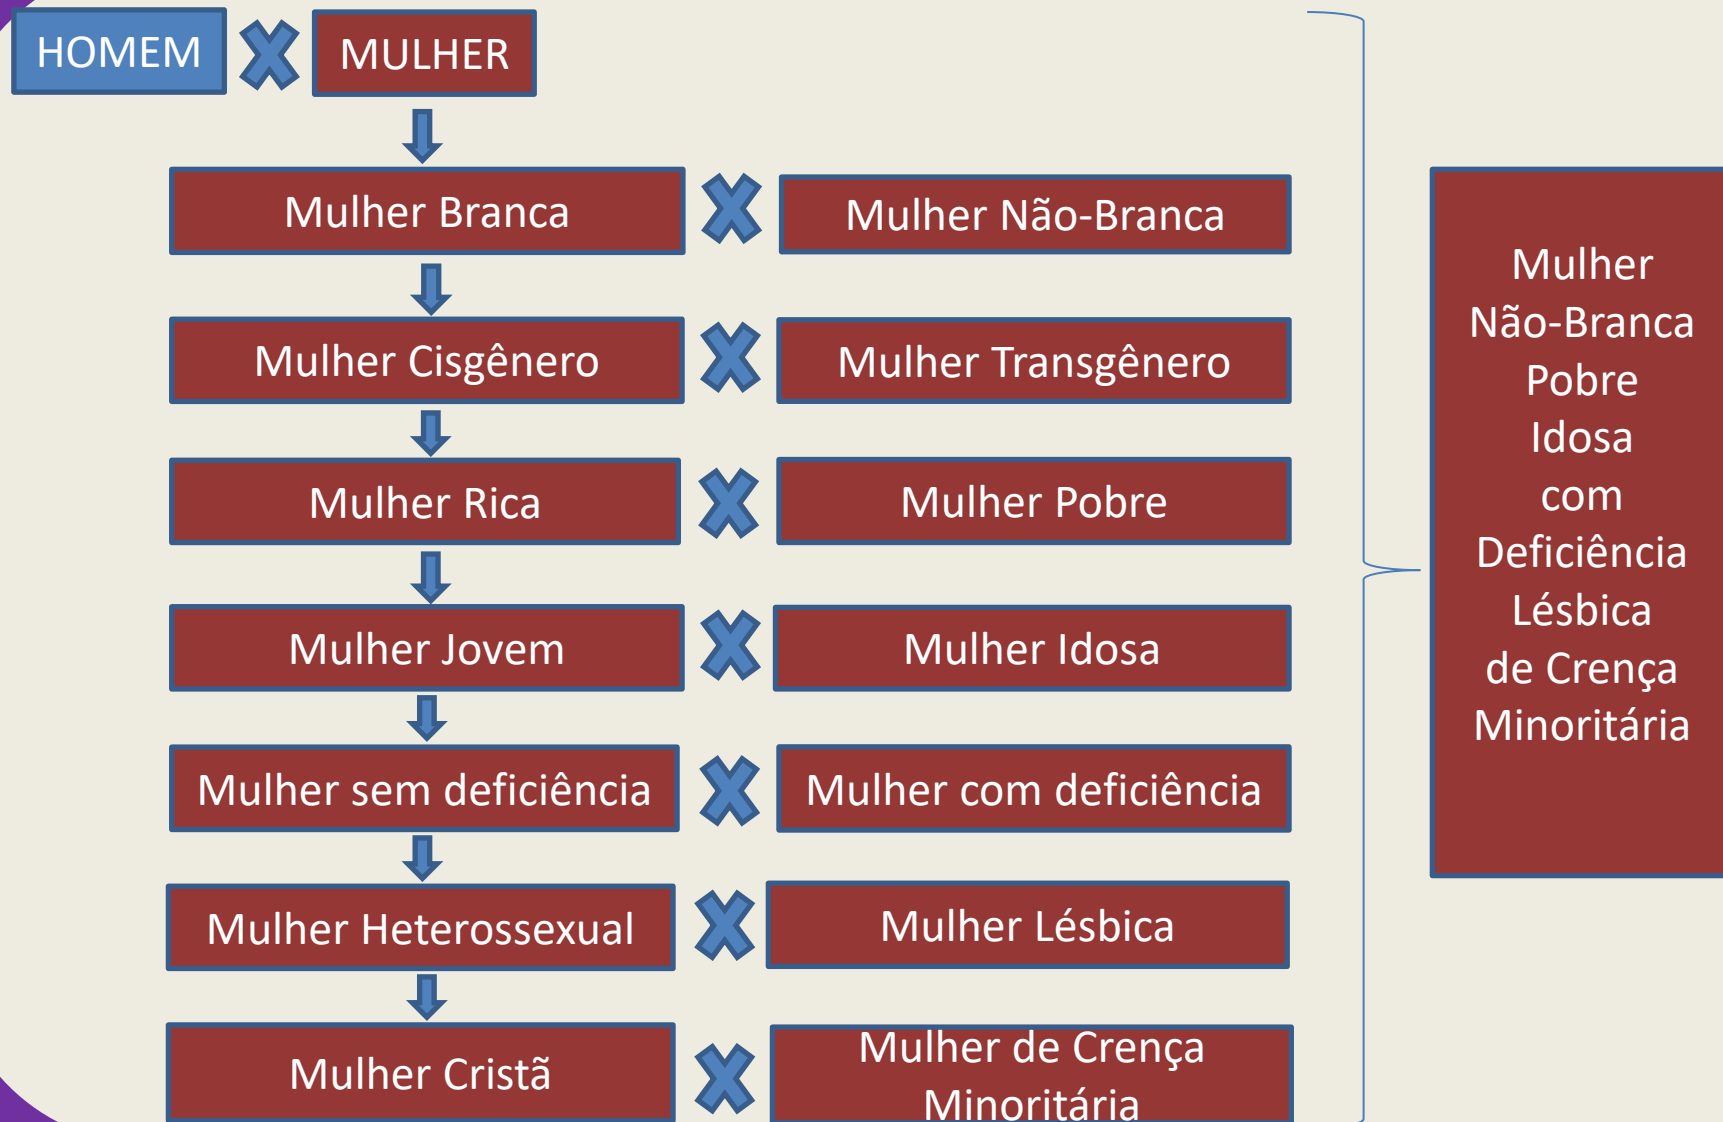 HOMEM
MULHER
Mulher Branca
Mulher Não-Branca
Mulher Cisgênero
Mulher Transgênero
Mulher Rica
Mulher Pobre
Mulher Jovem
Mulher Idosa
Mulher sem deficiência
Mulher com deficiência
Mulher Heterossexual
Mulher Lésbica
Mulher Cristã
Mulher de Crença
Minoritária
Mulher
Não-Branca
Pobre
Idosa
com
Deficiência
Lésbica
de Crença
Minoritária